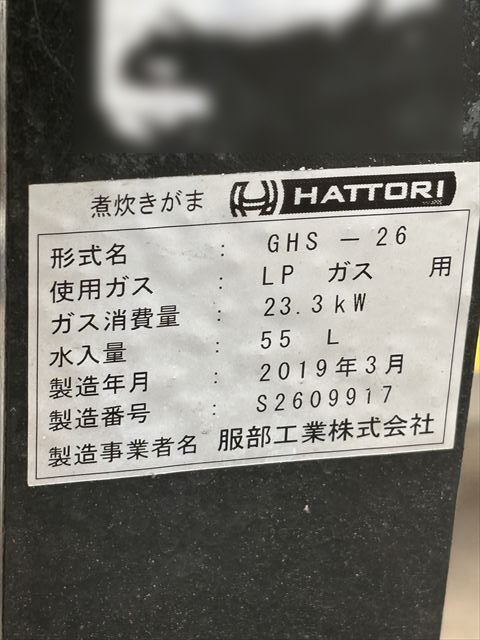 煮炊きがま HATTORI
形式名 : GHS - 26
使用ガス : LP ガス 用
ガス消費量 : 23.3kW
水入量 : 55 L
製造年月 : 2019年3月
製造番号 : S2609917
製造事業者名 服部工業株式会社